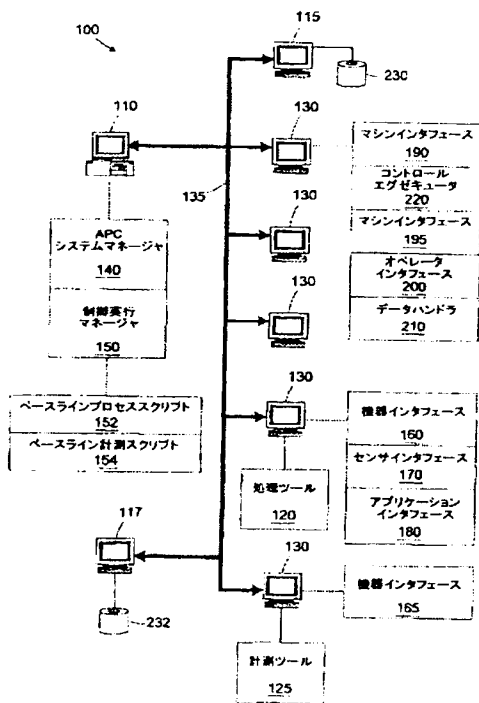 100
115
230
110
130
マシンインタフェース
190
コントロール
エグゼキュータ
220
135
130
マシンインタフェース
195
APC
システムマネージャ
140
オペレータ
インタフェース
200
130
データハンドラ
210
制御実行
マネージャ
150
ベースラインプロセススクリプト
152
ベースライン計測スクリプト
154
130
機器インタフェース
160
センサインタフェース
170
処理ツール
120
アプリケーション
インタフェース
180
117
130
機器インタフェース
165
232
計測ツール
125